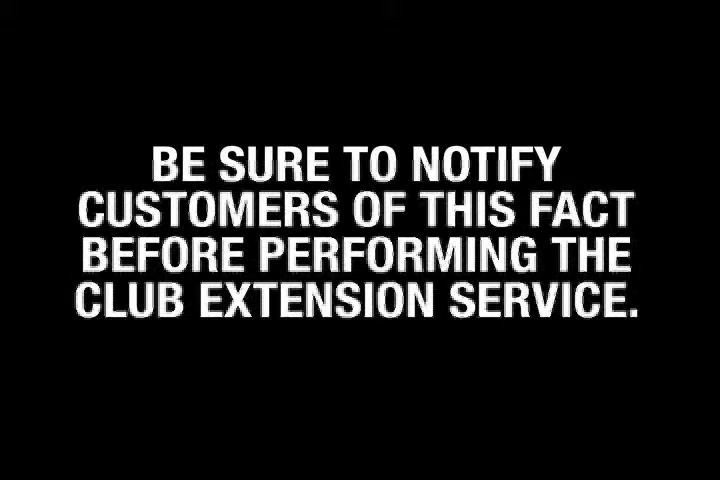 BE SURE TO NOTIFY
CUSTOMERS OF THIS FACT
BEFORE PERFORMING THE
CLUB EXTENSION SERVICE.